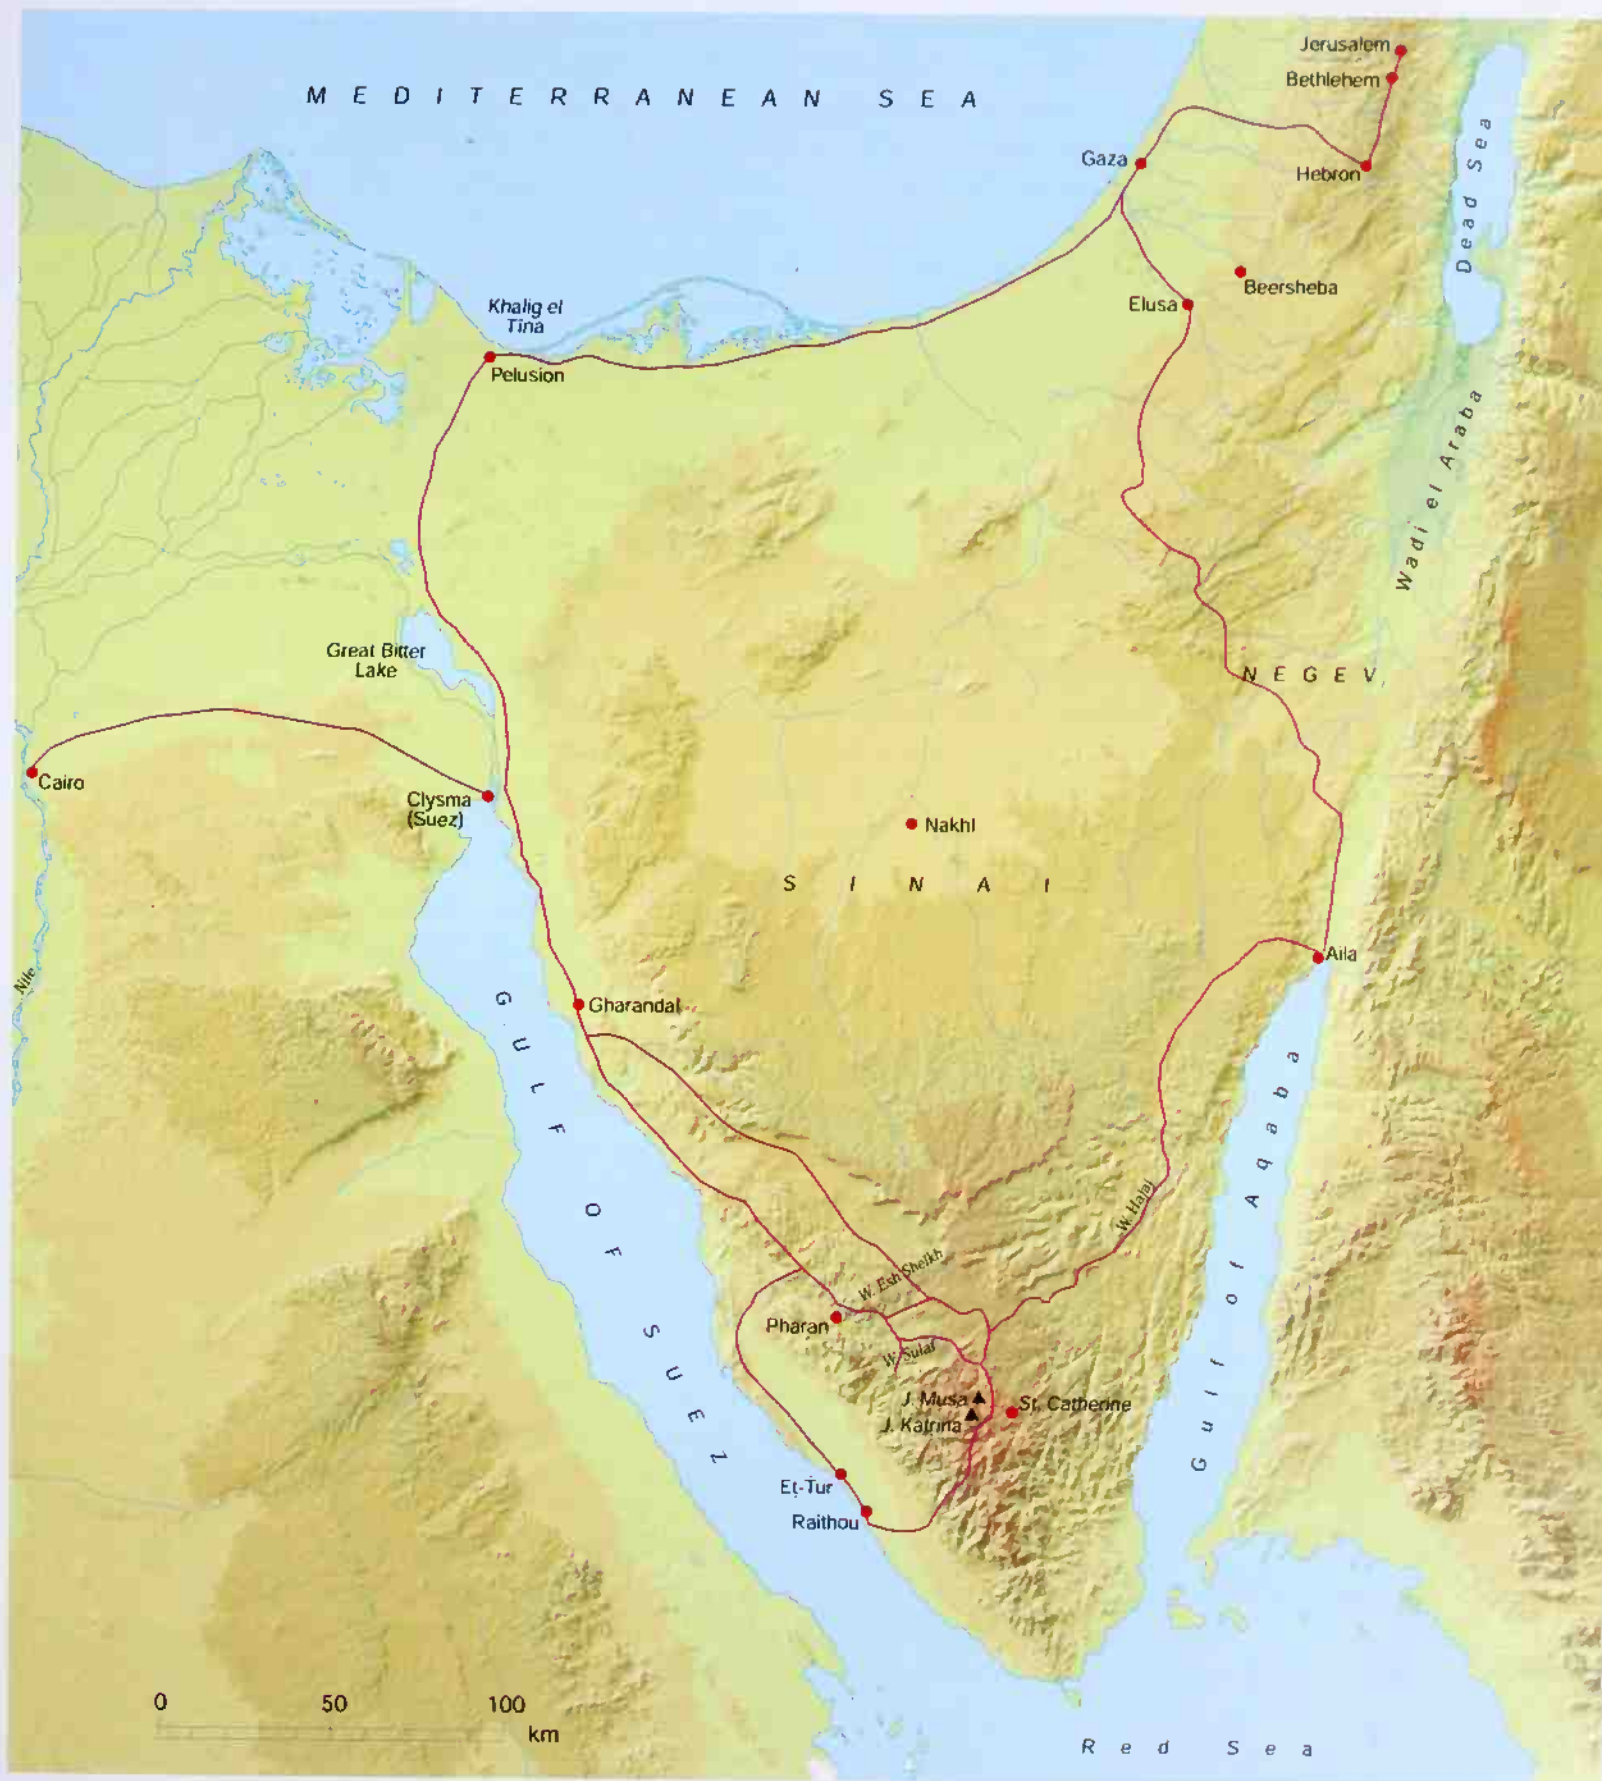 Jerusalem
MEDITERRANEAN SEA
Bethlehem
Gaza
Hebron
Dead Sea
Beersheba
Elusa
Khalig el
Tina
Pelusion
Wadi el Araba
Great Bitter
Lake
NEGEV
Cairo
Clysma
(Suez)
Nakhl
SINAI
Aila
Nile
Gharandal
GULF OF SUEZ
Gulf of Aqaba
W. Hajaj
W. Esh Sheikh
Pharan
W. Sulaf
J. Musa
St. Catherine
J. Katrina
Eṭ-Ṭur
Raithou
0 50 100
km
Red Sea